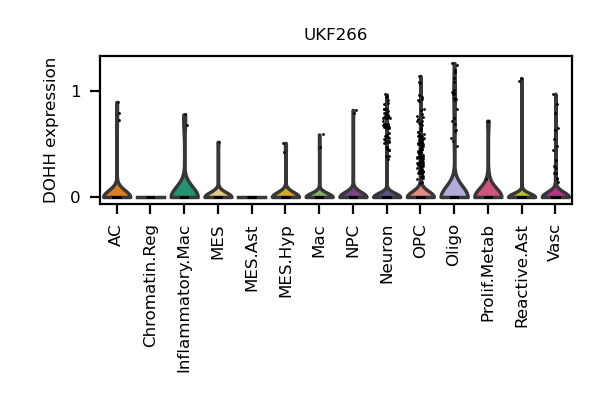 UKF266
DOHH expression
1
0
AC
Chromatin.Reg
Inflammatory.Mac
MES
MES.Ast
MES.Hyp
Mac
NPC
Neuron
OPC
Oligo
Prolif.Metab
Reactive.Ast
Vasc